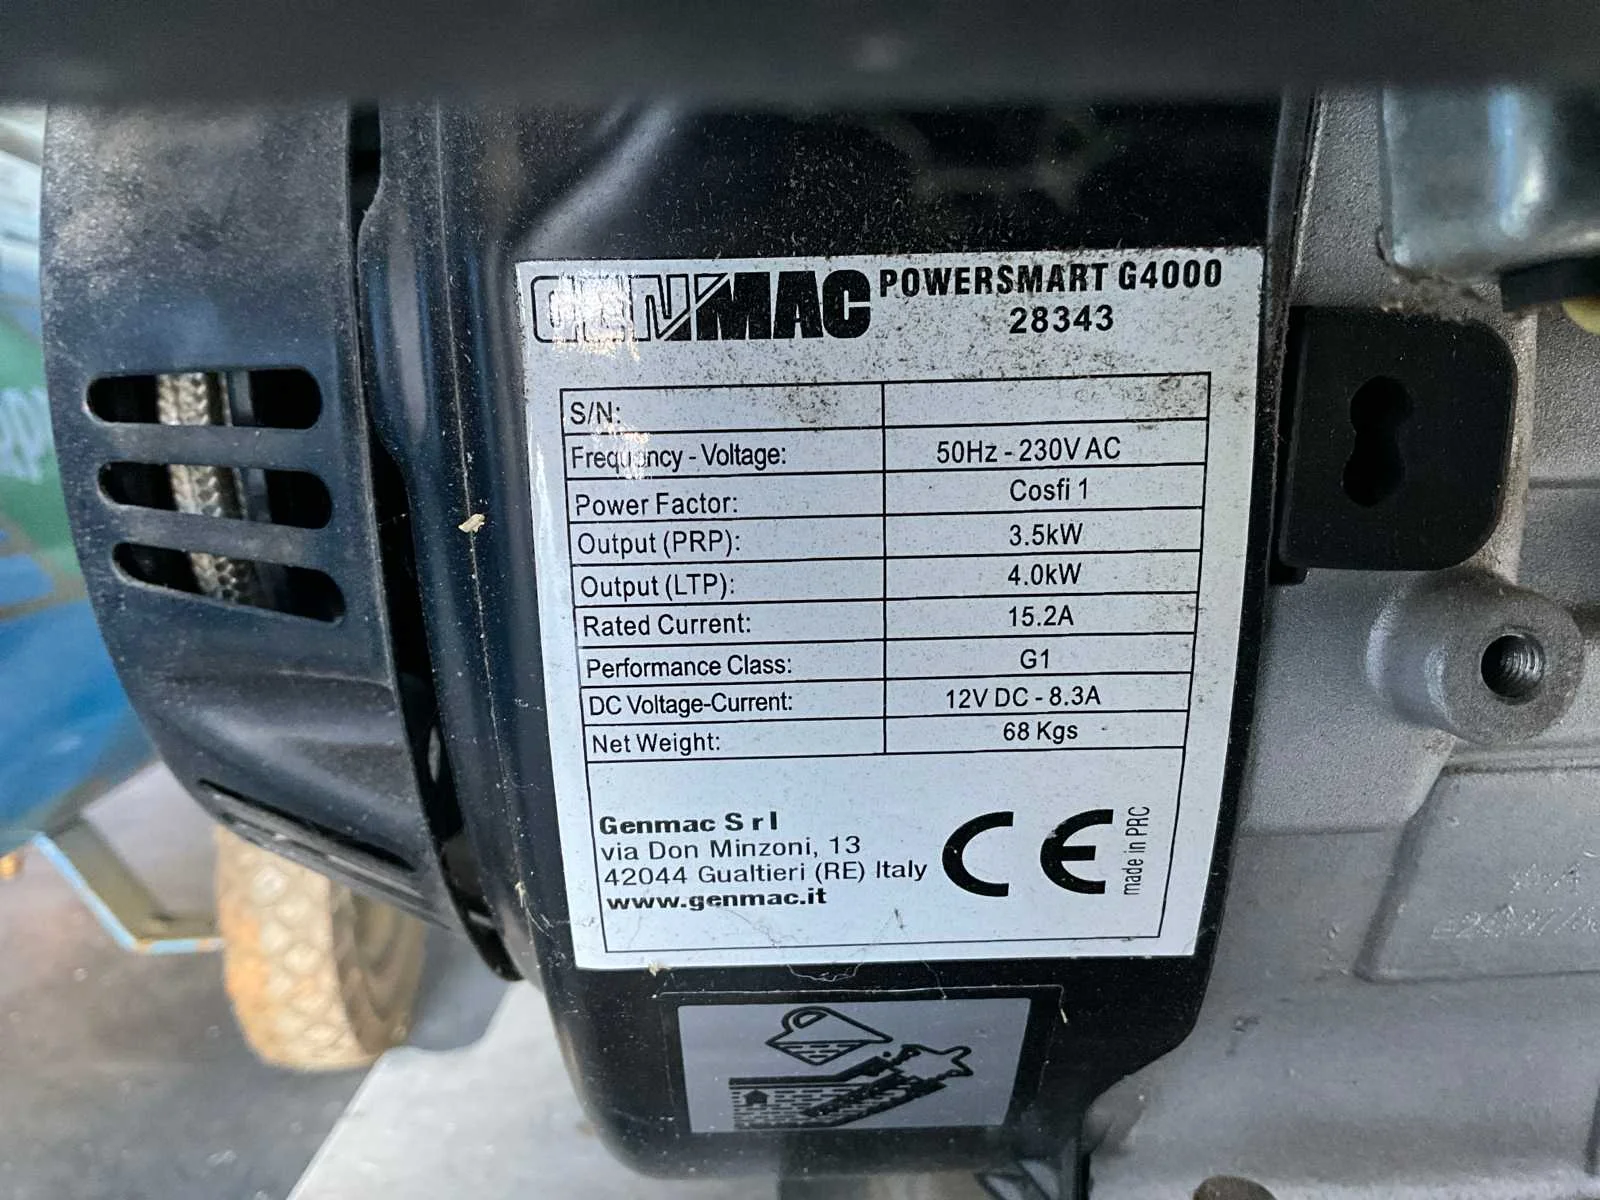 GENMAC POWERSMART G4000
28343
S/N:
Frequency - Voltage: 50Hz - 230V AC
Power Factor: Cosfi 1
Output (PRP): 3.5kW
Output (LTP): 4.0kW
Rated Current: 15.2A
Performance Class: G1
DC Voltage-Current: 12V DC - 8.3A
Net Weight: 68 Kgs
Genmac S r l
via Don Minzoni, 13
42044 Gualtieri (RE) Italy
www.genmac.it
CE
made in PRC